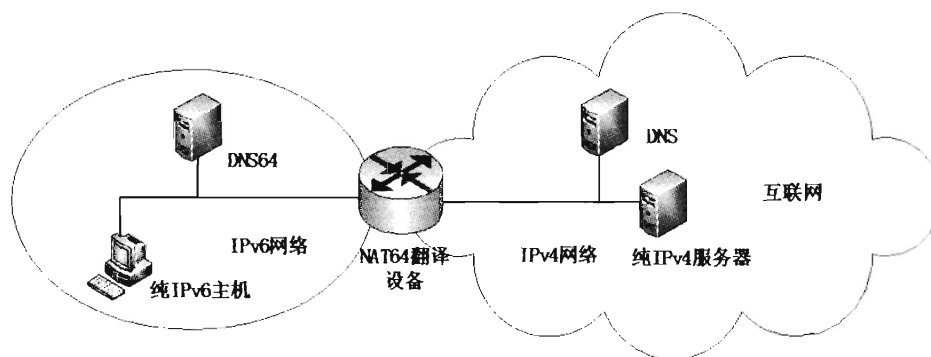 DNS64
DNS
互联网
IPv6网络
NAT64翻译
设备
IPv4网络
纯IPv4服务器
纯IPv6主机